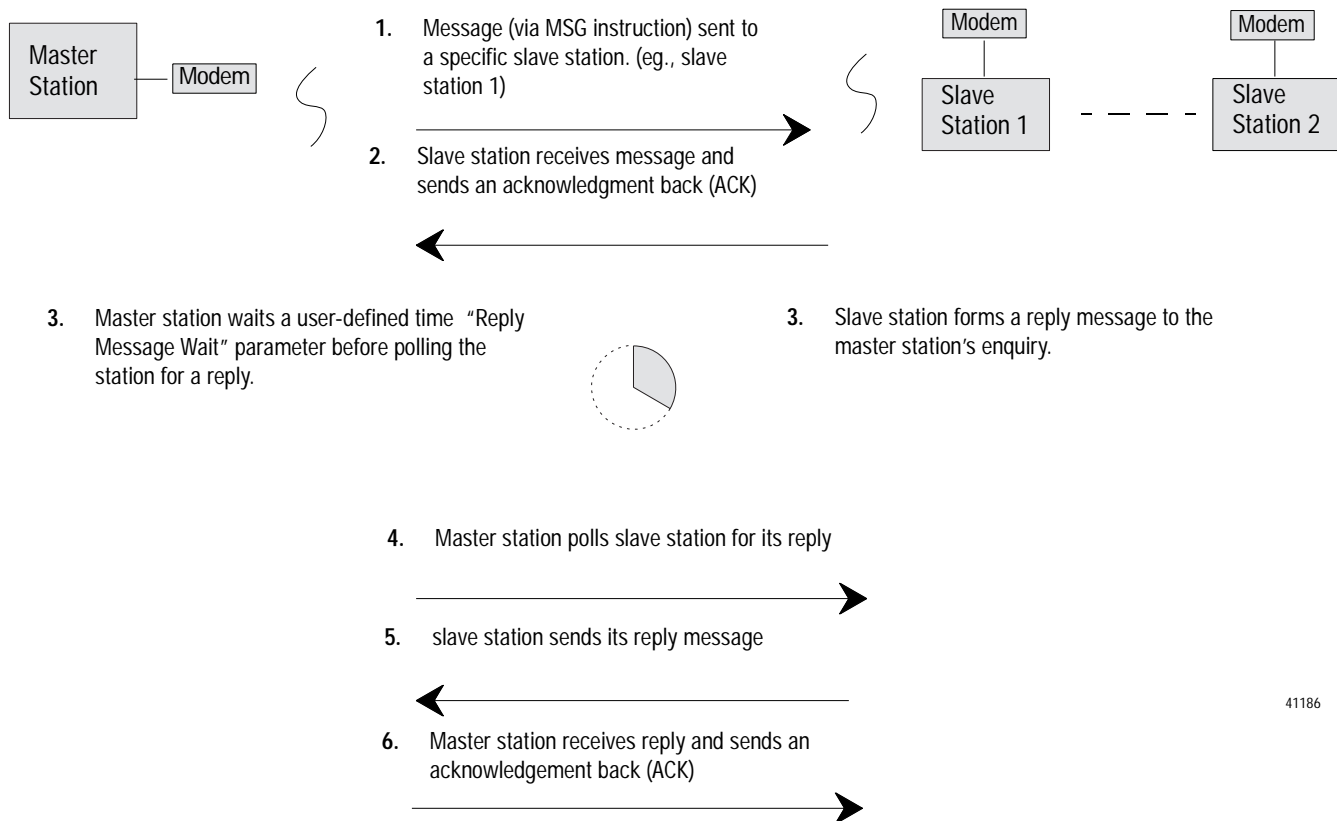 Master
Station
Modem
1. Message (via MSG instruction) sent to
a specific slave station. (eg., slave
station 1)
Modem
Slave
Station 1
Modem
Slave
Station 2
2. Slave station receives message and
sends an acknowledgment back (ACK)
3. Master station waits a user-defined time “Reply
Message Wait” parameter before polling the
station for a reply.
3. Slave station forms a reply message to the
master station’s enquiry.
4. Master station polls slave station for its reply
5. slave station sends its reply message
41186
6. Master station receives reply and sends an
acknowledgement back (ACK)